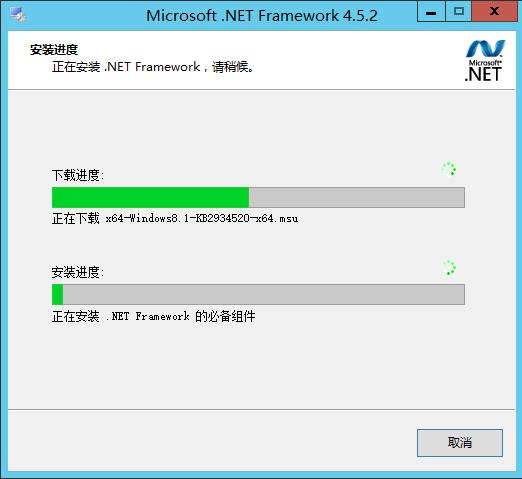 Microsoft .NET Framework 4.5.2
安装进度
正在安装 .NET Framework，请稍候。
Microsoft®
.NET
下载进度:
正在下载 x64-Windows8.1-KB2934520-x64.msu
安装进度:
正在安装 .NET Framework 的必备组件
取消